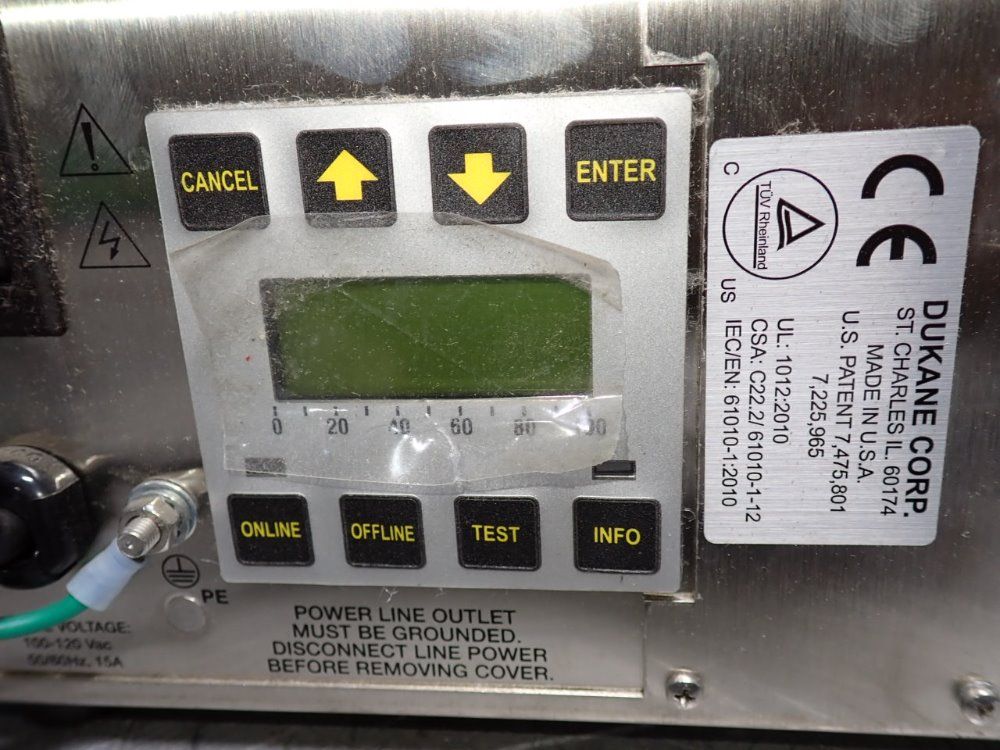 CANCEL
ENTER
0 20 40 60 80
ONLINE
OFFLINE
TEST
INFO
PE
VOLTAGE:
100-120 Vac
50/60Hz, 15A
POWER LINE OUTLET
MUST BE GROUNDED.
DISCONNECT LINE POWER
BEFORE REMOVING COVER.
CE
C
TÜV Rheinland
US
DUKANE CORP.
ST. CHARLES IL. 60174
MADE IN U.S.A.
U.S. PATENT 7,475,801
7,225,965
UL: 1012:2010
CSA: C22.2/ 61010-1-12
IEC/EN: 61010-1:2010